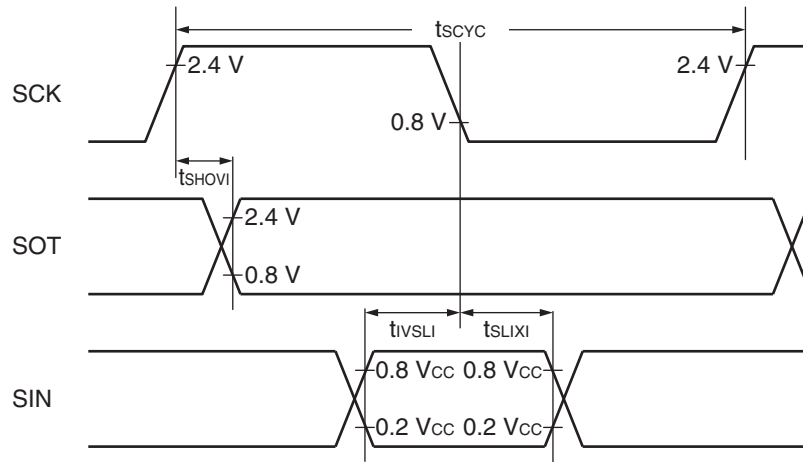 tSCYC
SCK
2.4 V
0.8 V
2.4 V
tSHOVI
SOT
2.4 V
0.8 V
tIVSLI
tSLIXI
SIN
0.8 VCC
0.8 VCC
0.2 VCC
0.2 VCC